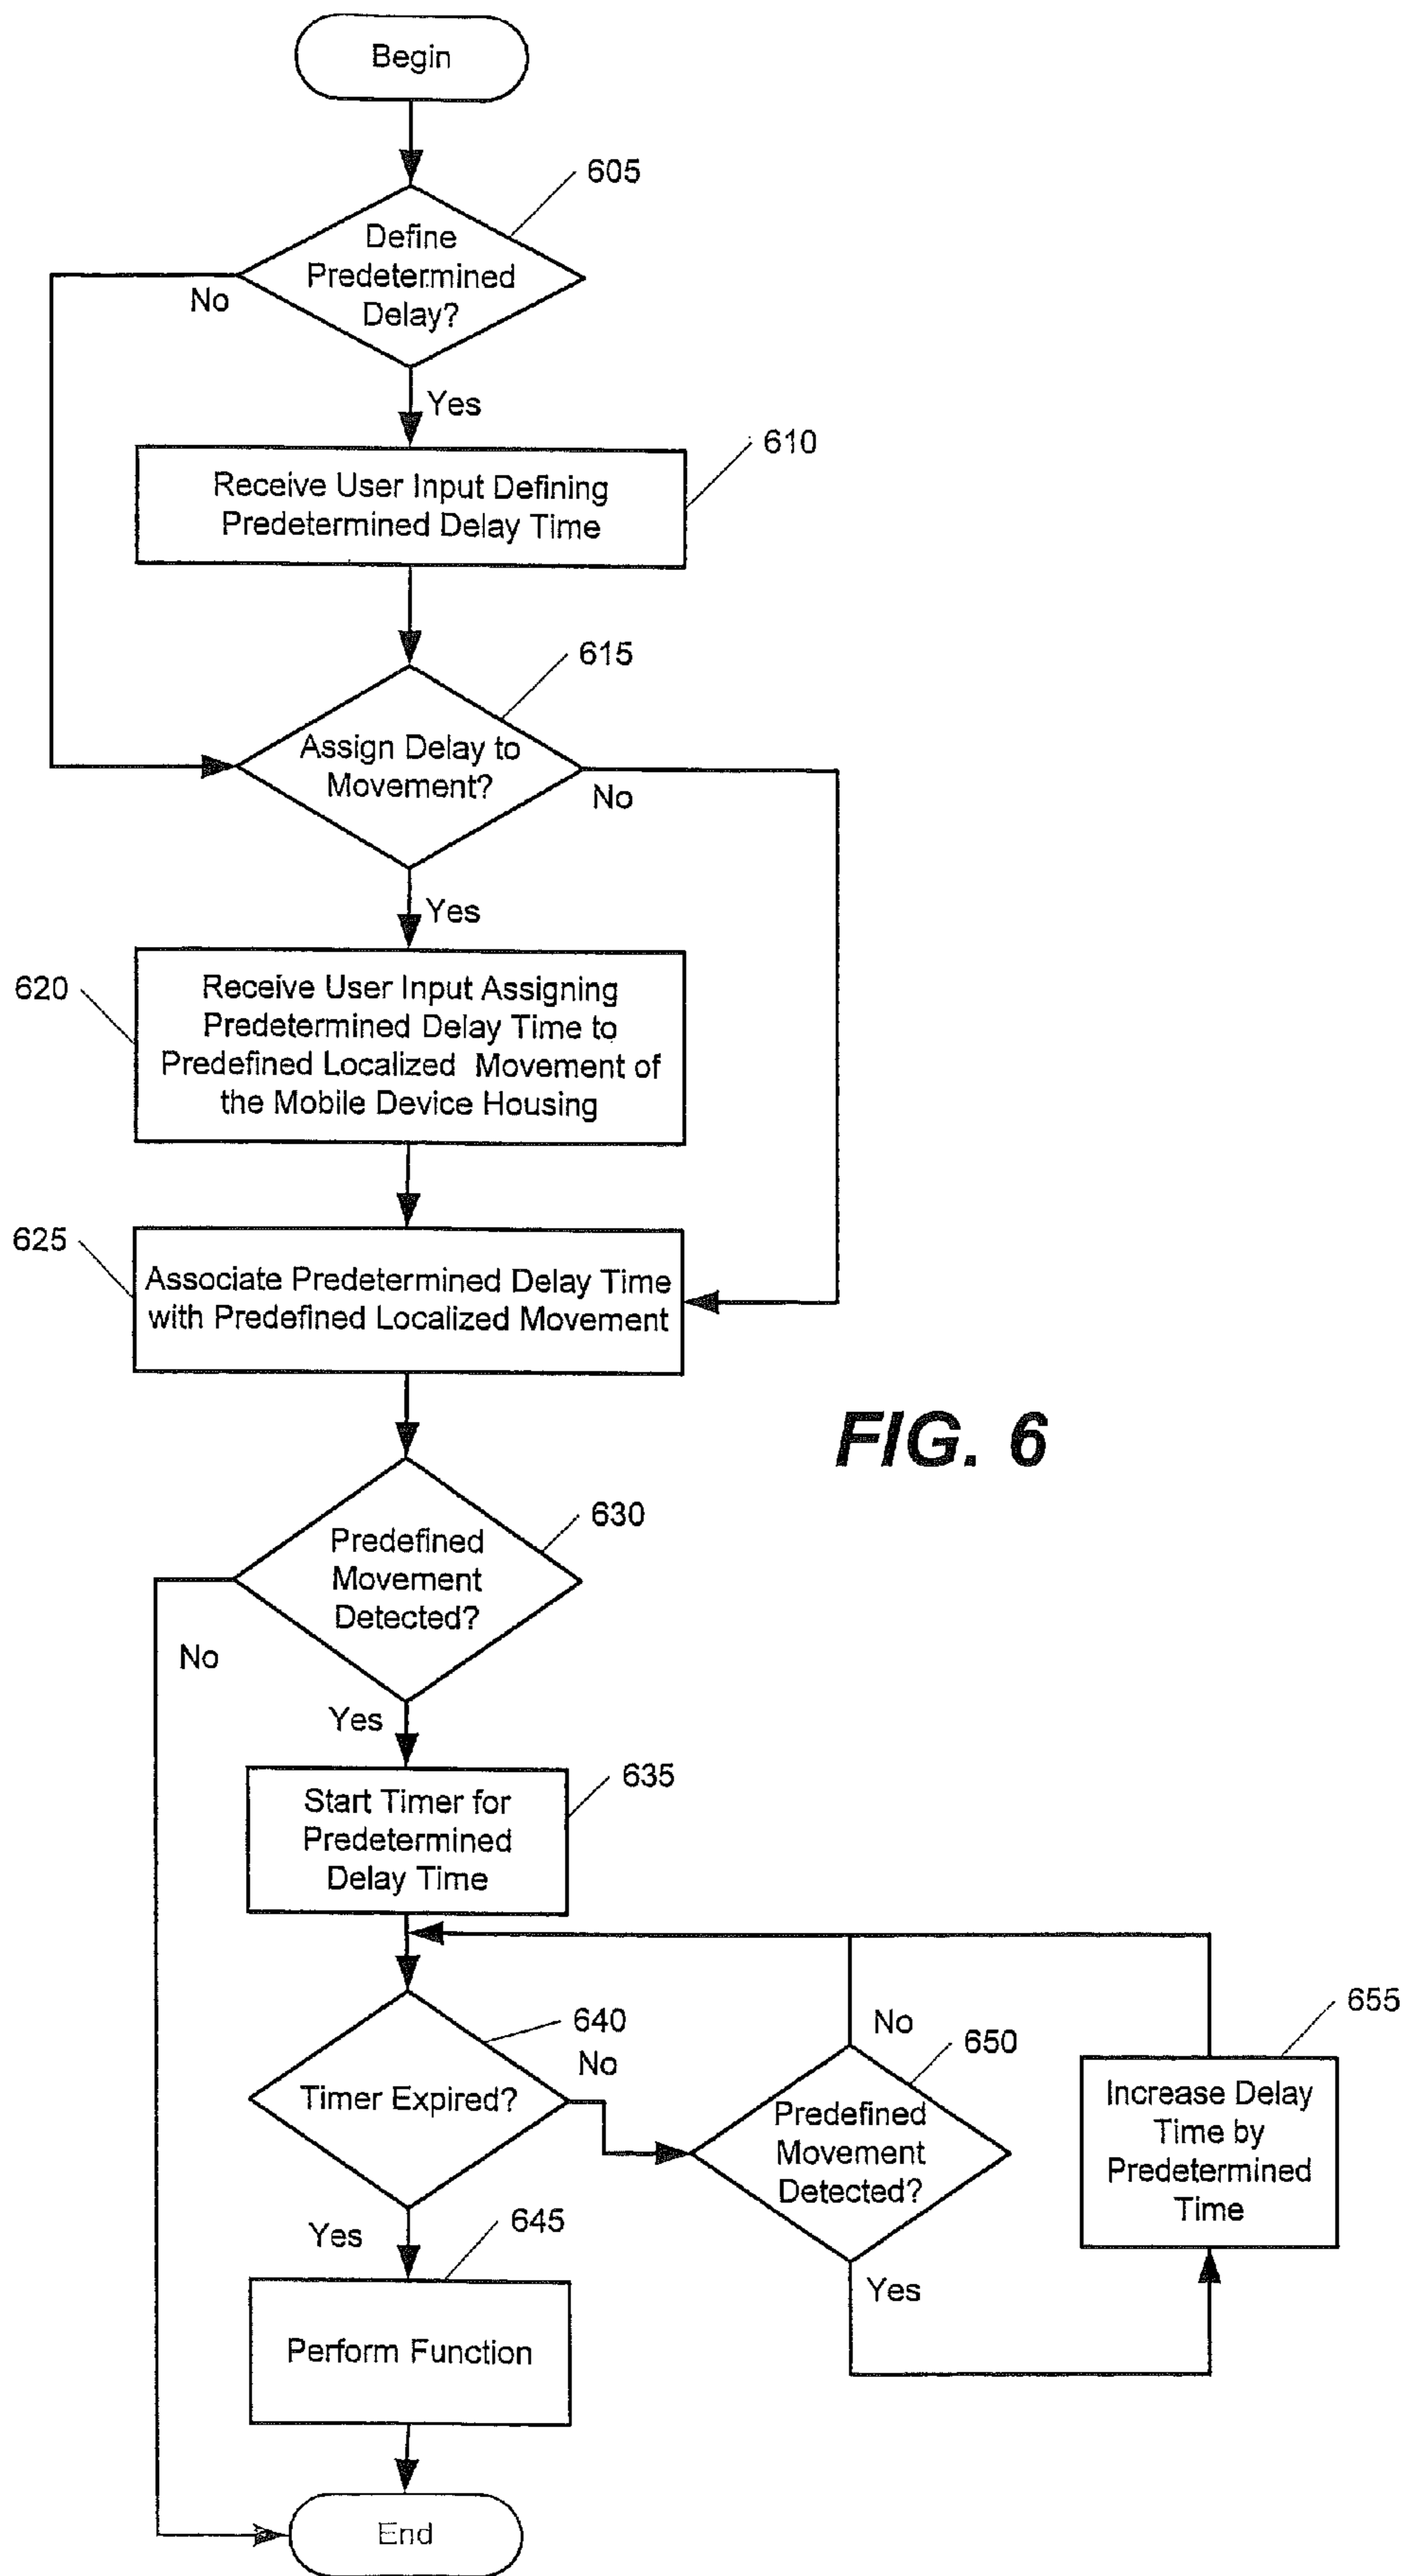 Begin
605
Define
Predetermined
Delay?
No
Yes
610
Receive User Input Defining
Predetermined Delay Time
615
Assign Delay to
Movement?
No
Yes
620
Receive User Input Assigning
Predetermined Delay Time to
Predefined Localized Movement of
the Mobile Device Housing
625
Associate Predetermined Delay Time
with Predefined Localized Movement
FIG. 6
630
Predefined
Movement
Detected?
No
Yes
635
Start Timer for
Predetermined
Delay Time
640
Timer Expired?
No
650
Predefined
Movement
Detected?
No
Yes
655
Increase Delay
Time by
Predetermined
Time
Yes
645
Perform Function
End